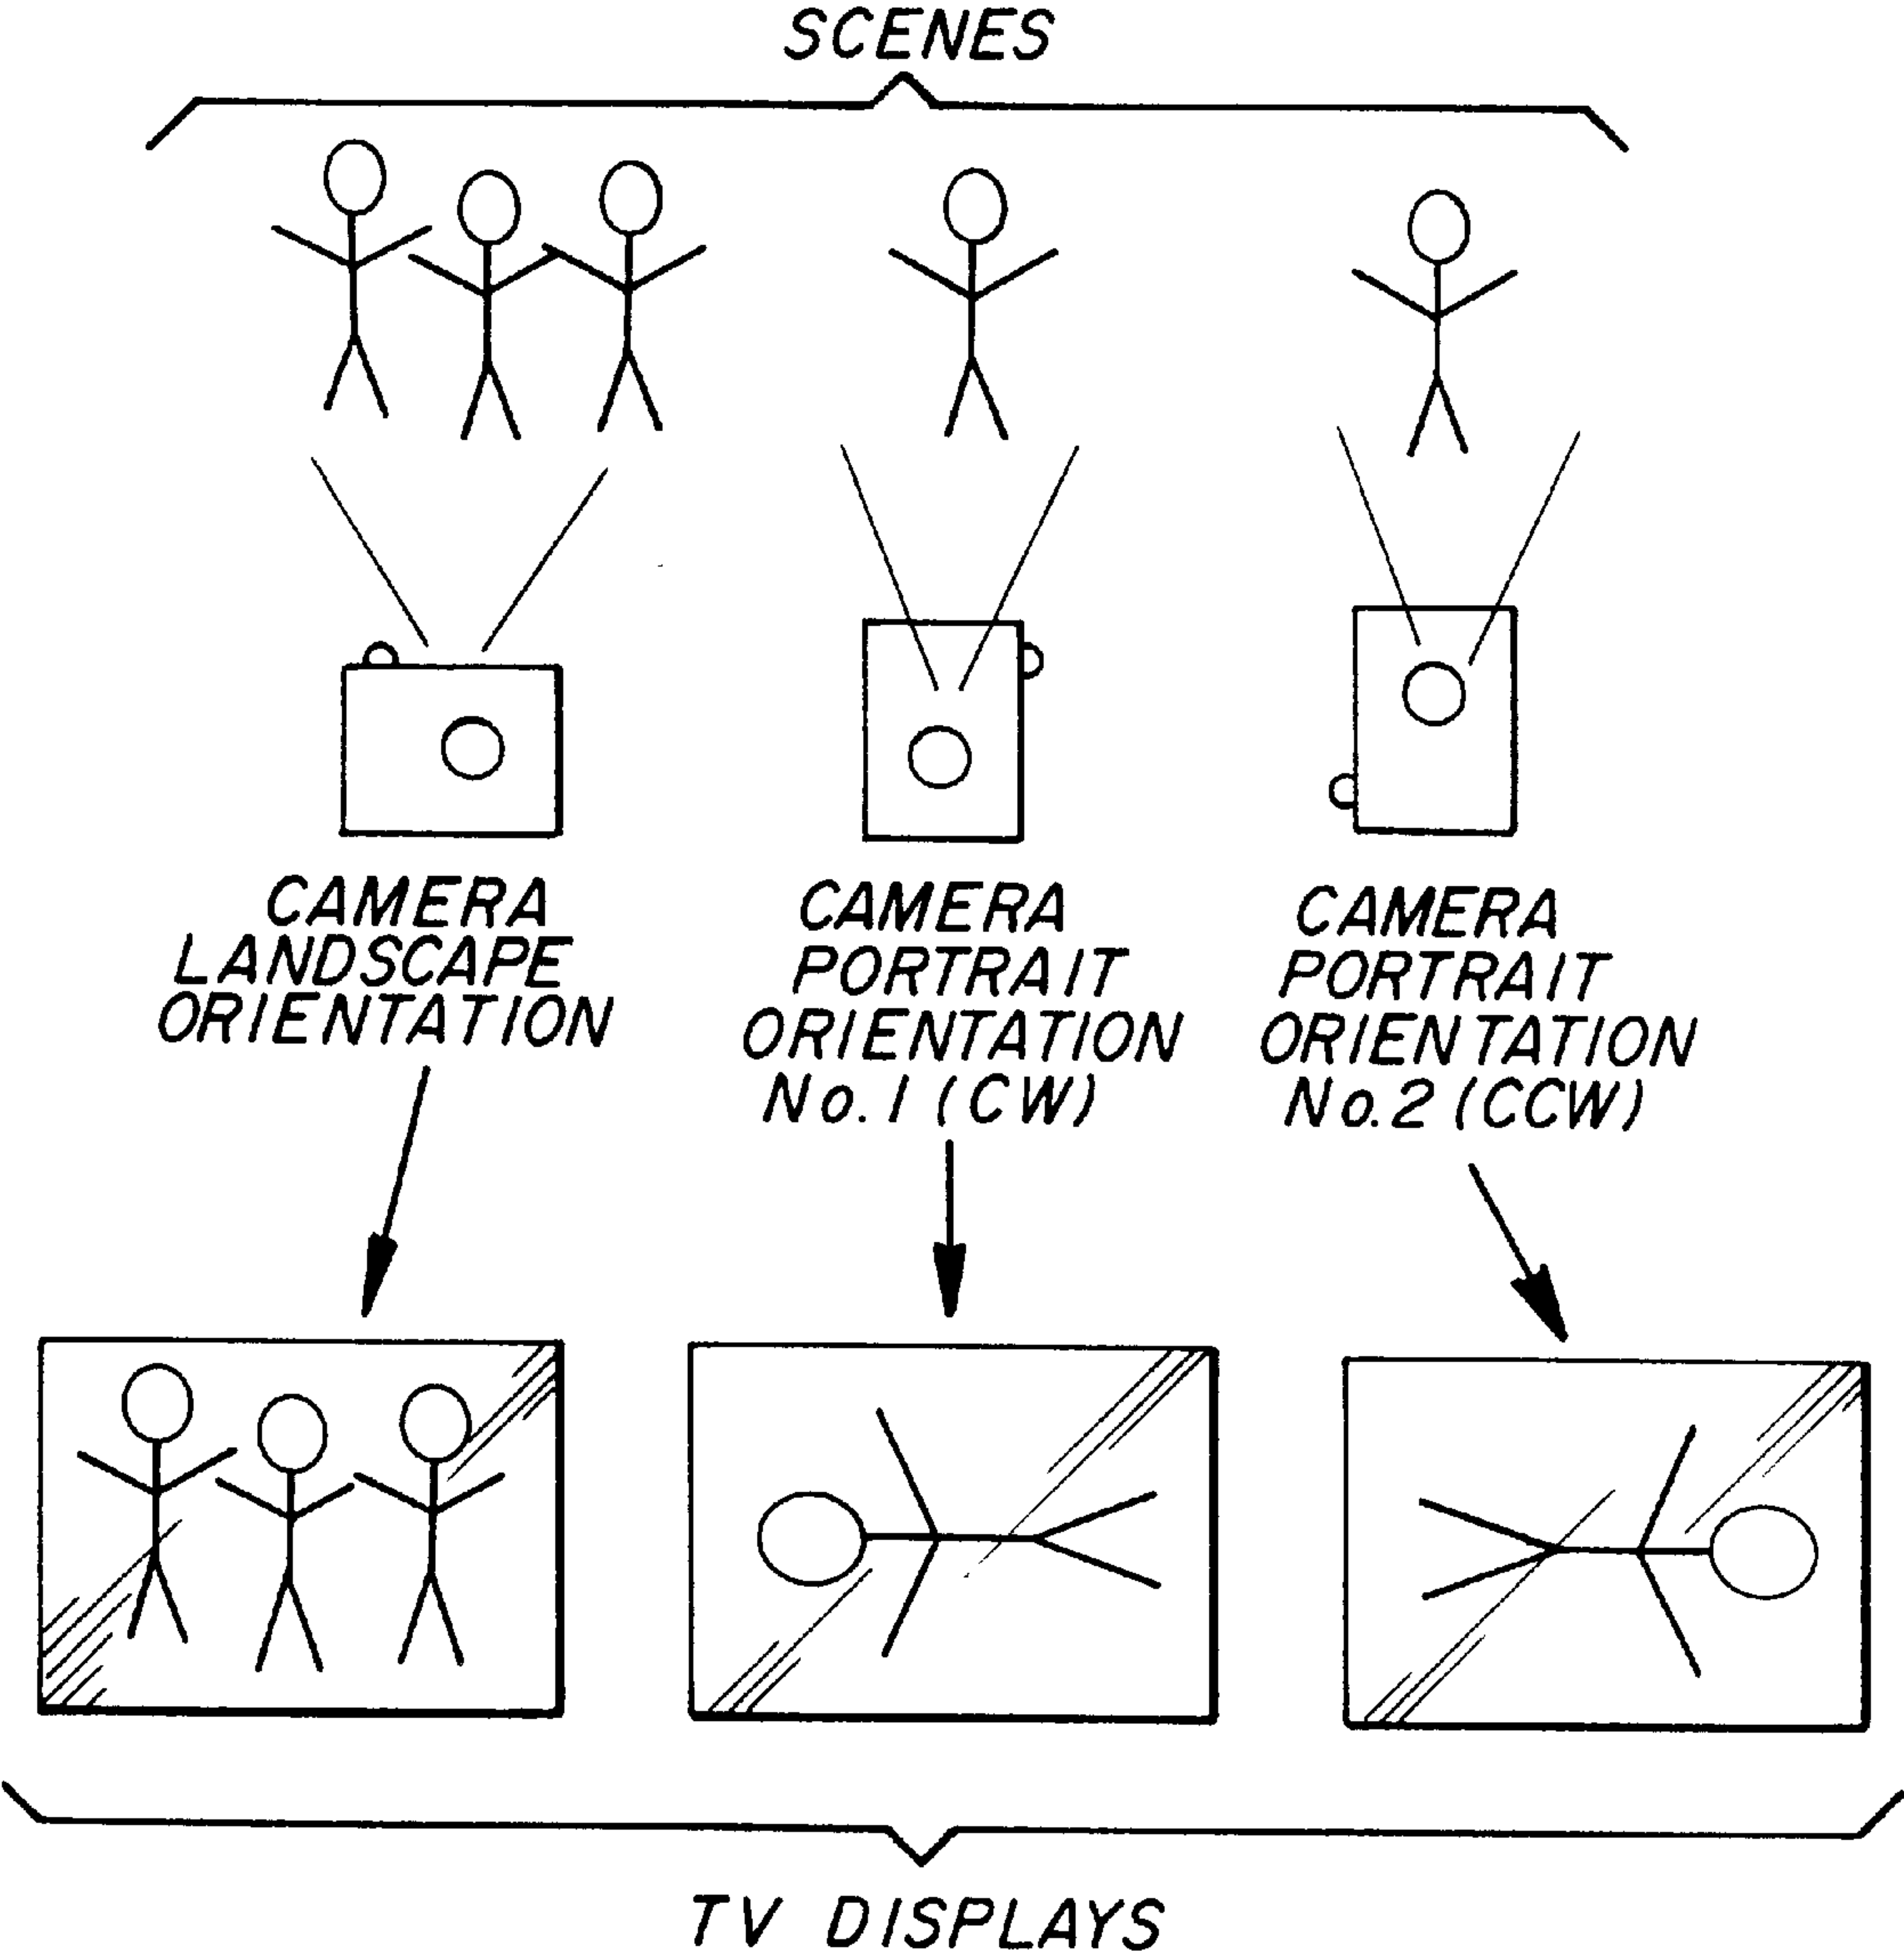 SCENES
CAMERA
LANDSCAPE
ORIENTATION
CAMERA
PORTRAIT
ORIENTATION
No. 1 (CW)
CAMERA
PORTRAIT
ORIENTATION
No. 2 (CCW)
TV DISPLAYS